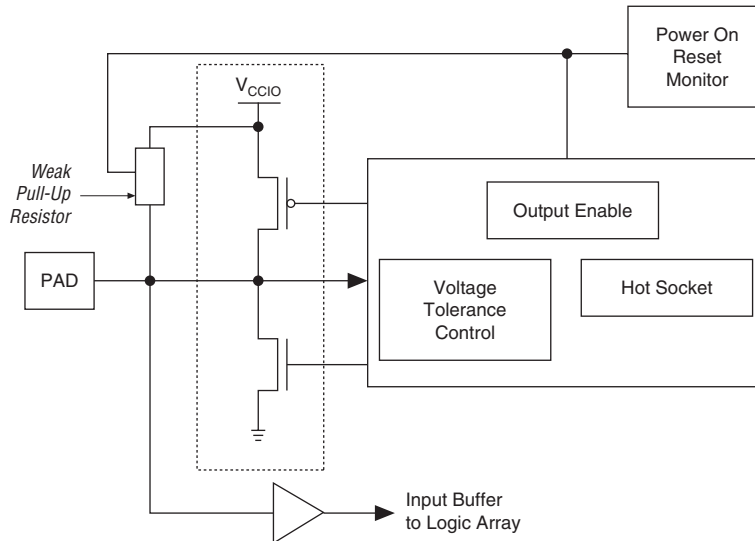 Power On
Reset
Monitor
V_CCIO
Weak
Pull-Up
Resistor
Output Enable
PAD
Voltage
Tolerance
Control
Hot Socket
Input Buffer
to Logic Array